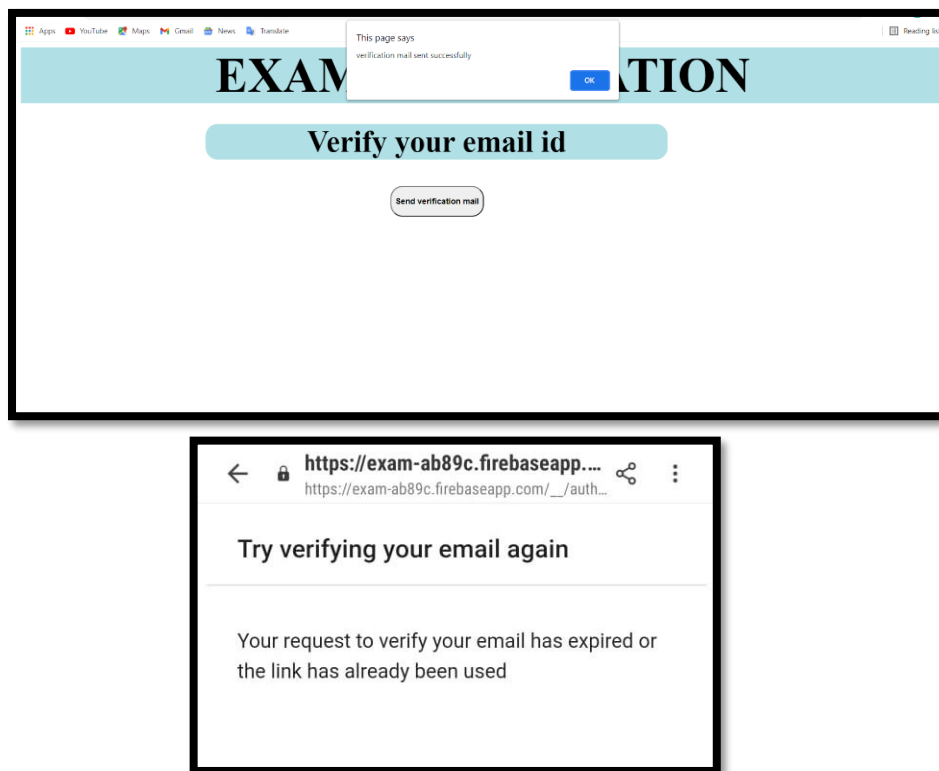 Apps YouTube Maps Gmail News Translate Reading list
This page says
verification mail sent successfully
OK
EXAM TION
Verify your email id
Send verification mail
https://exam-ab89c.firebaseapp....
https://exam-ab89c.firebaseapp.com/__/auth...
Try verifying your email again
Your request to verify your email has expired or
the link has already been used